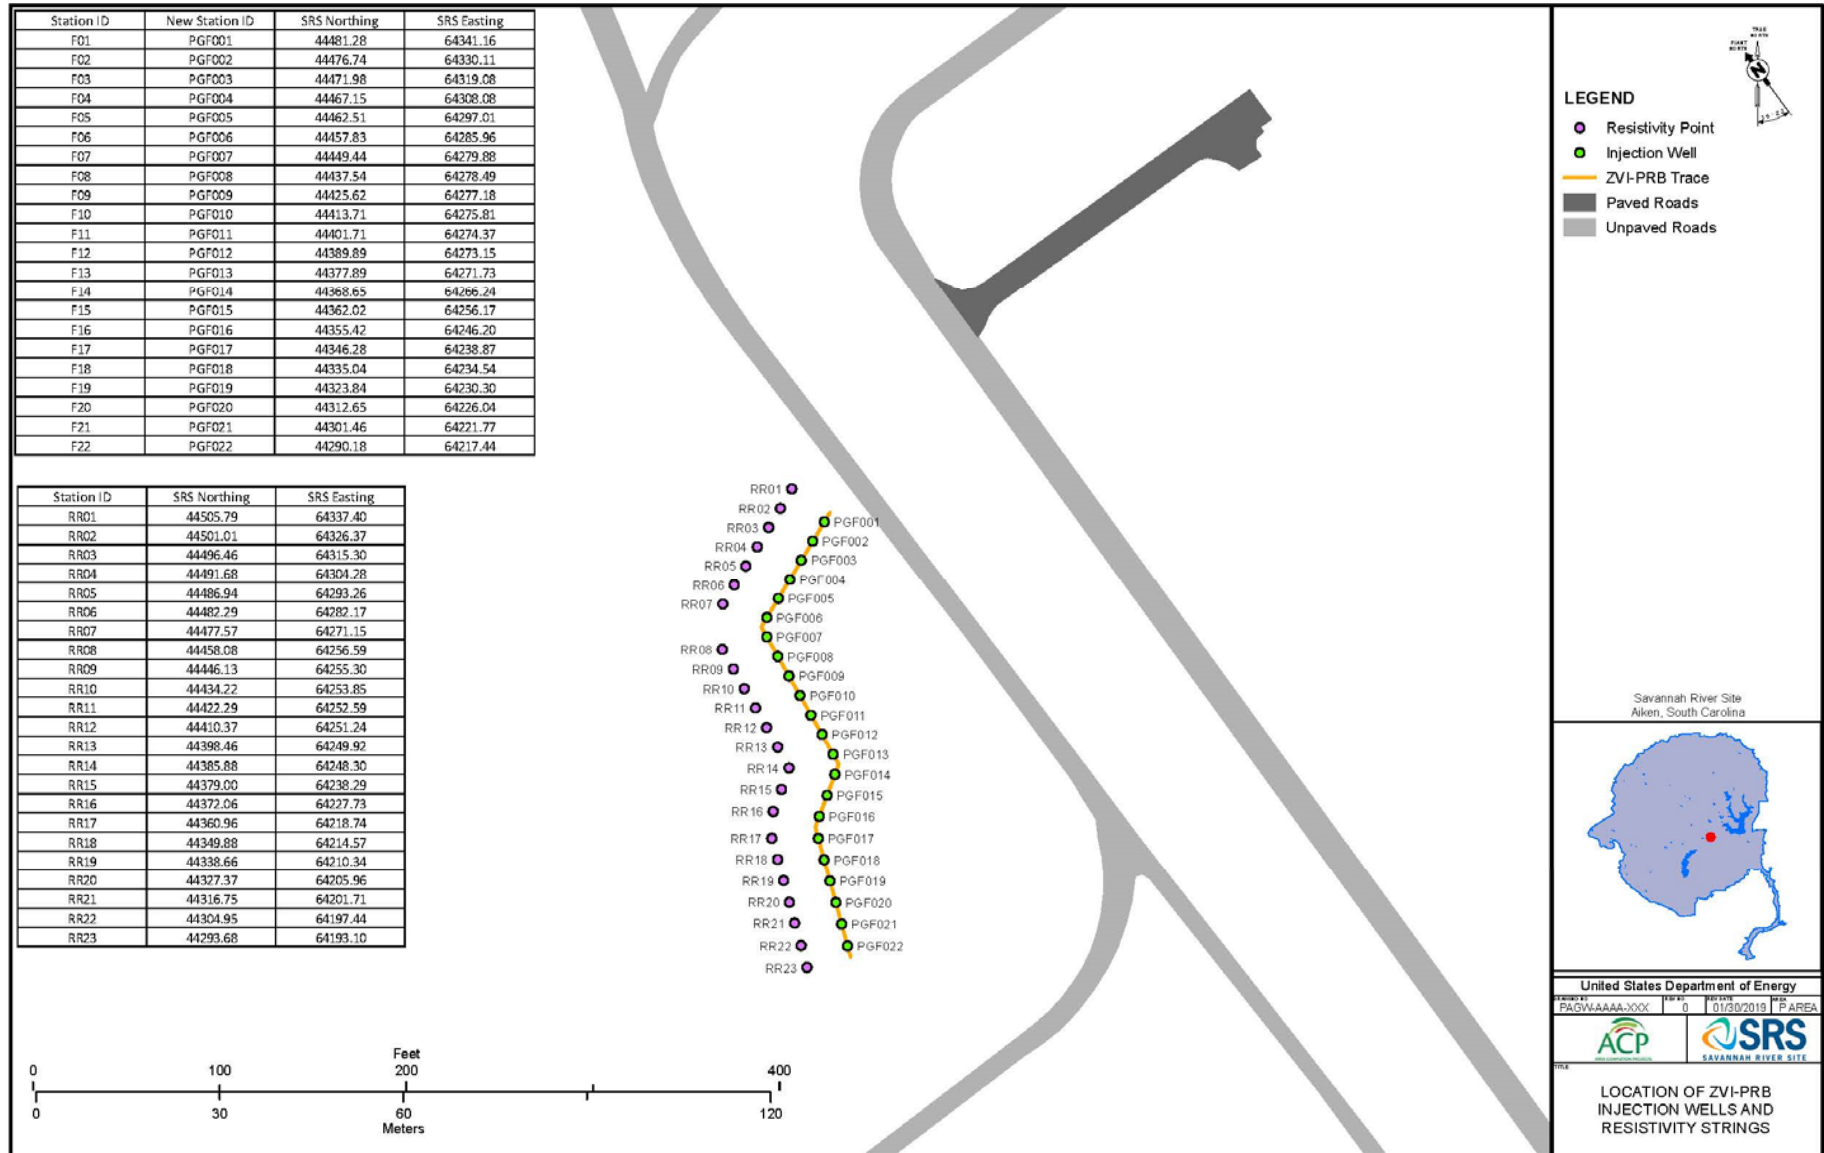 Station ID New Station ID SRS Northing SRS Easting
F01 PGF001 44481.28 64341.16
F02 PGF002 44476.74 64330.11
F03 PGF003 44471.98 64319.08
F04 PGF004 44467.15 64308.08
F05 PGF005 44462.51 64297.01
F06 PGF006 44457.83 64285.96
F07 PGF007 44449.44 64279.88
F08 PGF008 44437.54 64278.49
F09 PGF009 44425.62 64277.18
F10 PGF010 44413.71 64275.81
F11 PGF011 44401.71 64274.37
F12 PGF012 44389.89 64273.15
F13 PGF013 44377.89 64271.73
F14 PGF014 44368.65 64266.24
F15 PGF015 44362.02 64256.17
F16 PGF016 44355.42 64246.20
F17 PGF017 44346.28 64238.87
F18 PGF018 44335.04 64234.54
F19 PGF019 44323.84 64230.30
F20 PGF020 44312.65 64226.04
F21 PGF021 44301.46 64221.77
F22 PGF022 44290.18 64217.44
Station ID SRS Northing SRS Easting
RR01 44505.79 64337.40
RR02 44501.01 64326.37
RR03 44496.46 64315.30
RR04 44491.68 64304.28
RR05 44486.94 64293.26
RR06 44482.29 64282.17
RR07 44477.57 64271.15
RR08 44458.08 64256.59
RR09 44446.13 64255.30
RR10 44434.22 64253.85
RR11 44422.29 64252.59
RR12 44410.37 64251.24
RR13 44398.46 64249.92
RR14 44385.88 64248.30
RR15 44379.00 64238.29
RR16 44372.06 64227.73
RR17 44360.96 64218.74
RR18 44349.88 64214.57
RR19 44338.66 64210.34
RR20 44327.37 64205.96
RR21 44316.75 64201.71
RR22 44304.95 64197.44
RR23 44293.68 64193.10
RR01
RR02
RR03
RR04
RR05
RR06
RR07
RR08
RR09
RR10
RR11
RR12
RR13
RR14
RR15
RR16
RR17
RR18
RR19
RR20
RR21
RR22
RR23
PGF001
PGF002
PGF003
PGF004
PGF005
PGF006
PGF007
PGF008
PGF009
PGF010
PGF011
PGF012
PGF013
PGF014
PGF015
PGF016
PGF017
PGF018
PGF019
PGF020
PGF021
PGF022
Feet
0 100 200 400
0 30 60 120
Meters
TRUE
NORTH
PLANT
NORTH
N
LEGEND
Resistivity Point
Injection Well
ZVI-PRB Trace
Paved Roads
Unpaved Roads
Savannah River Site
Aiken, South Carolina
United States Department of Energy
DRAWING NO REV NO REV DATE AREA
PAGW-AAAA-XXX 0 01/30/2019 P AREA
ACP
AREA COMPLETION PROJECTS
SRS
SAVANNAH RIVER SITE
TITLE
LOCATION OF ZVI-PRB
INJECTION WELLS AND
RESISTIVITY STRINGS